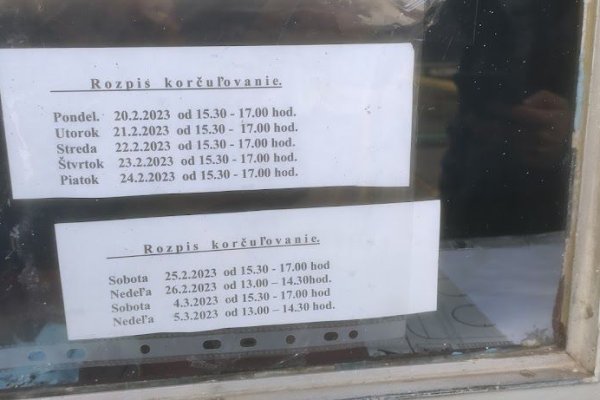 Rozpis korčuľovanie.
Pondel. 20.2.2023 od 15.30 - 17.00 hod.
Utorok 21.2.2023 od 15.30 - 17.00 hod.
Streda 22.2.2023 od 15.30 - 17.00 hod.
Štvrtok 23.2.2023 od 15.30 - 17.00 hod.
Piatok 24.2.2023 od 15.30 - 17.00 hod.
Rozpis korčuľovanie.
Sobota 25.2.2023 od 15.30 - 17.00 hod
Nedeľa 26.2.2023 od 13.00 – 14.30hod.
Sobota 4.3.2023 od 15.30 - 17.00 hod
Nedeľa 5.3.2023 od 13.00 – 14.30 hod.